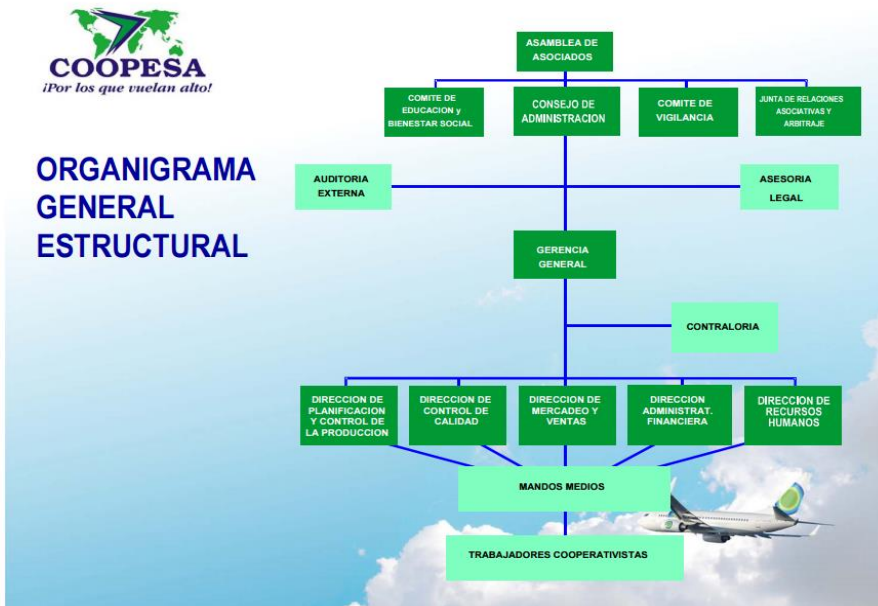 COOPESA
¡Por los que vuelan alto!
ORGANIGRAMA
GENERAL
ESTRUCTURAL
ASAMBLEA DE
ASOCIADOS
COMITE DE
EDUCACION y
BIENESTAR SOCIAL
CONSEJO DE
ADMINISTRACION
COMITE DE
VIGILANCIA
JUNTA DE RELACIONES
ASOCIATIVAS Y
ARBITRAJE
AUDITORIA
EXTERNA
ASESORIA
LEGAL
GERENCIA
GENERAL
CONTRALORIA
DIRECCION DE
PLANIFICACION
Y CONTROL DE
LA PRODUCCION
DIRECCION DE
CONTROL DE
CALIDAD
DIRECCION DE
MERCADEO Y
VENTAS
DIRECCION
ADMINISTRAT.
FINANCIERA
DIRECCION DE
RECURSOS
HUMANOS
MANDOS MEDIOS
TRABAJADORES COOPERATIVISTAS